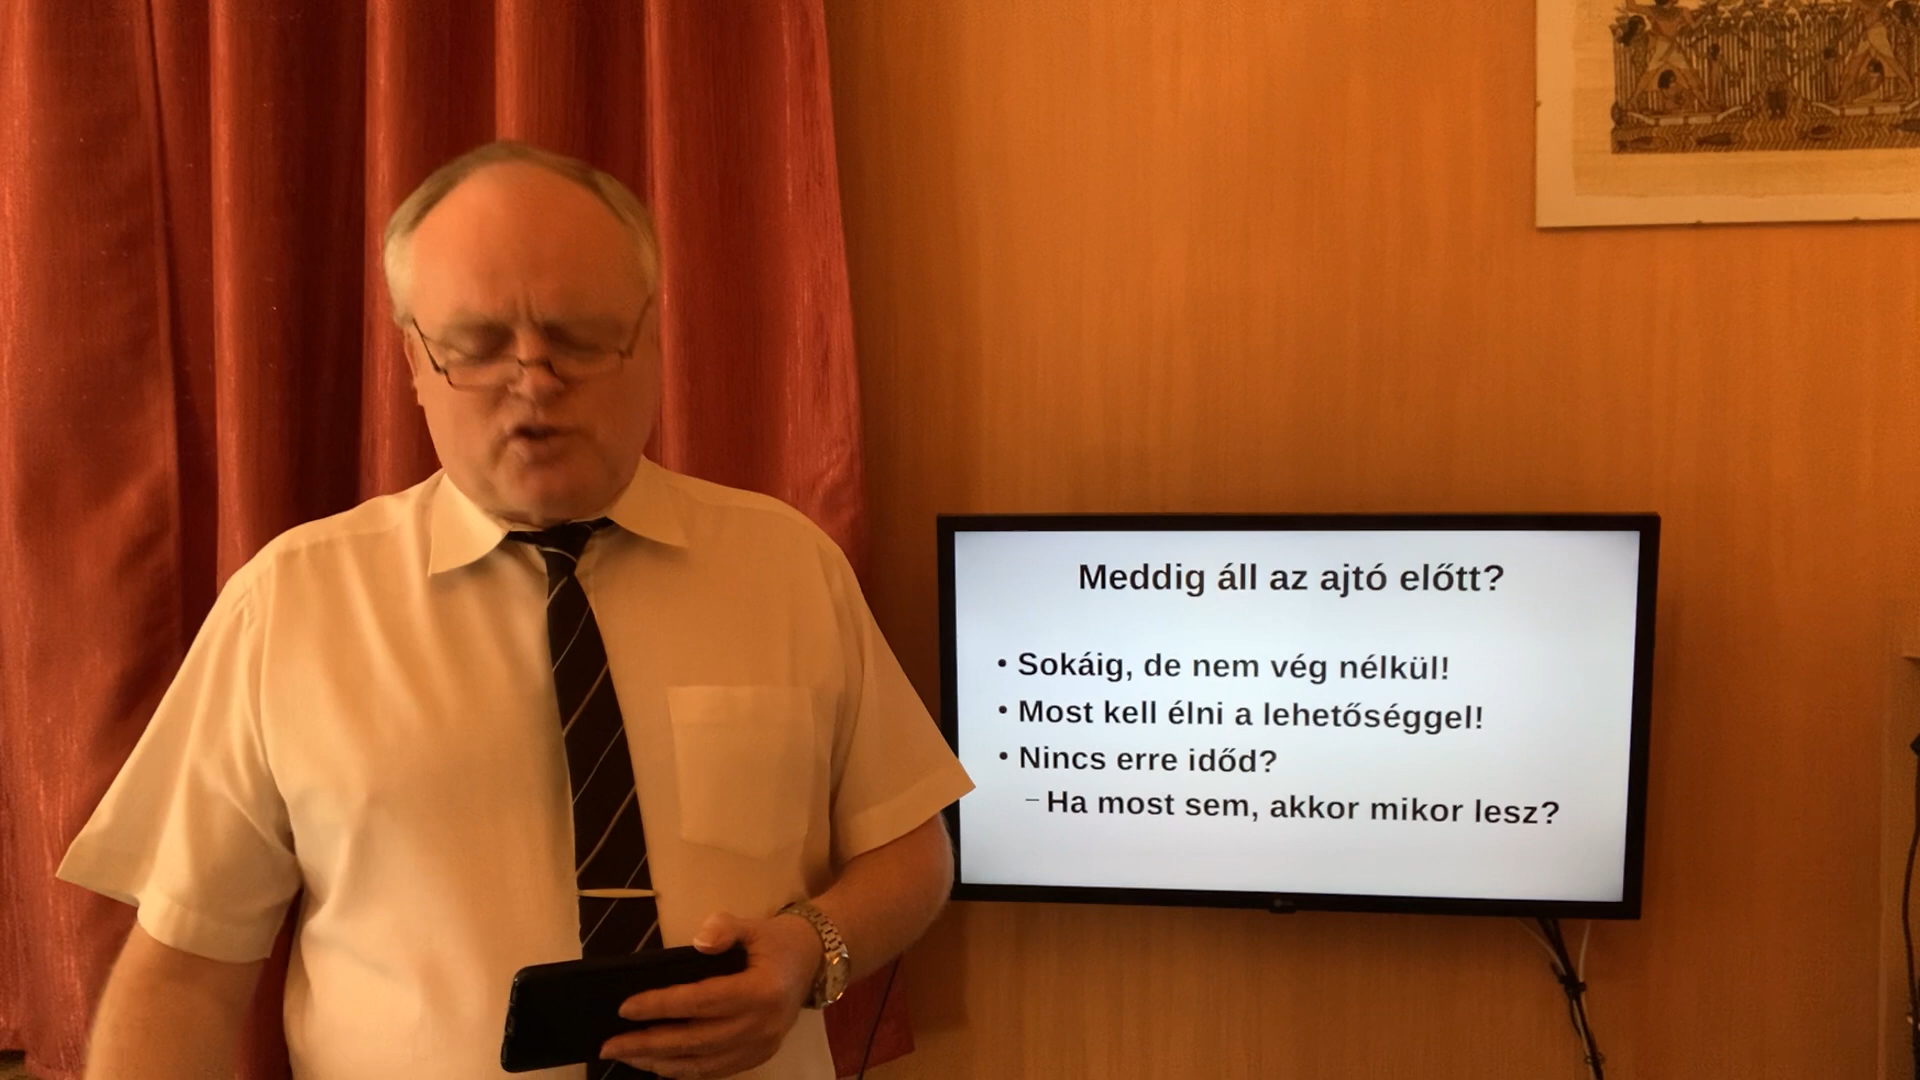 Meddig áll az ajtó előtt?
• Sokáig, de nem vég nélkül!
• Most kell élni a lehetőséggel!
• Nincs erre időd?
– Ha most sem, akkor mikor lesz?